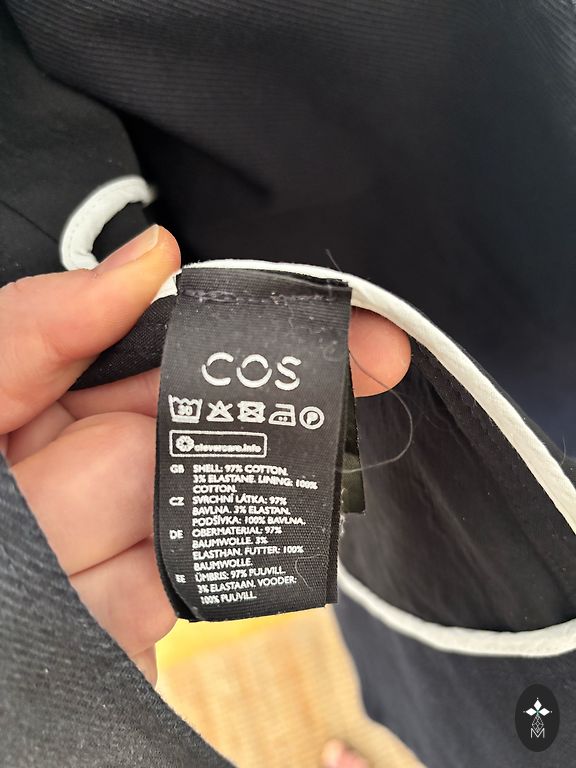 COS
30
P
clevercare.info
GB SHELL: 97% COTTON,
3% ELASTANE. LINING: 100%
COTTON.
CZ SVRCHNÍ LÁTKA: 97%
BAVLNA. 3% ELASTAN.
PODŠÍVKA: 100% BAVLNA.
DE OBERMATERIAL: 97%
BAUMWOLLE. 3%
ELASTHAN. FUTTER: 100%
BAUMWOLLE.
EE ÜMBRIS: 97% PUUVILL.
3% ELASTAAN. VOODER:
100% PUUVILL.
M